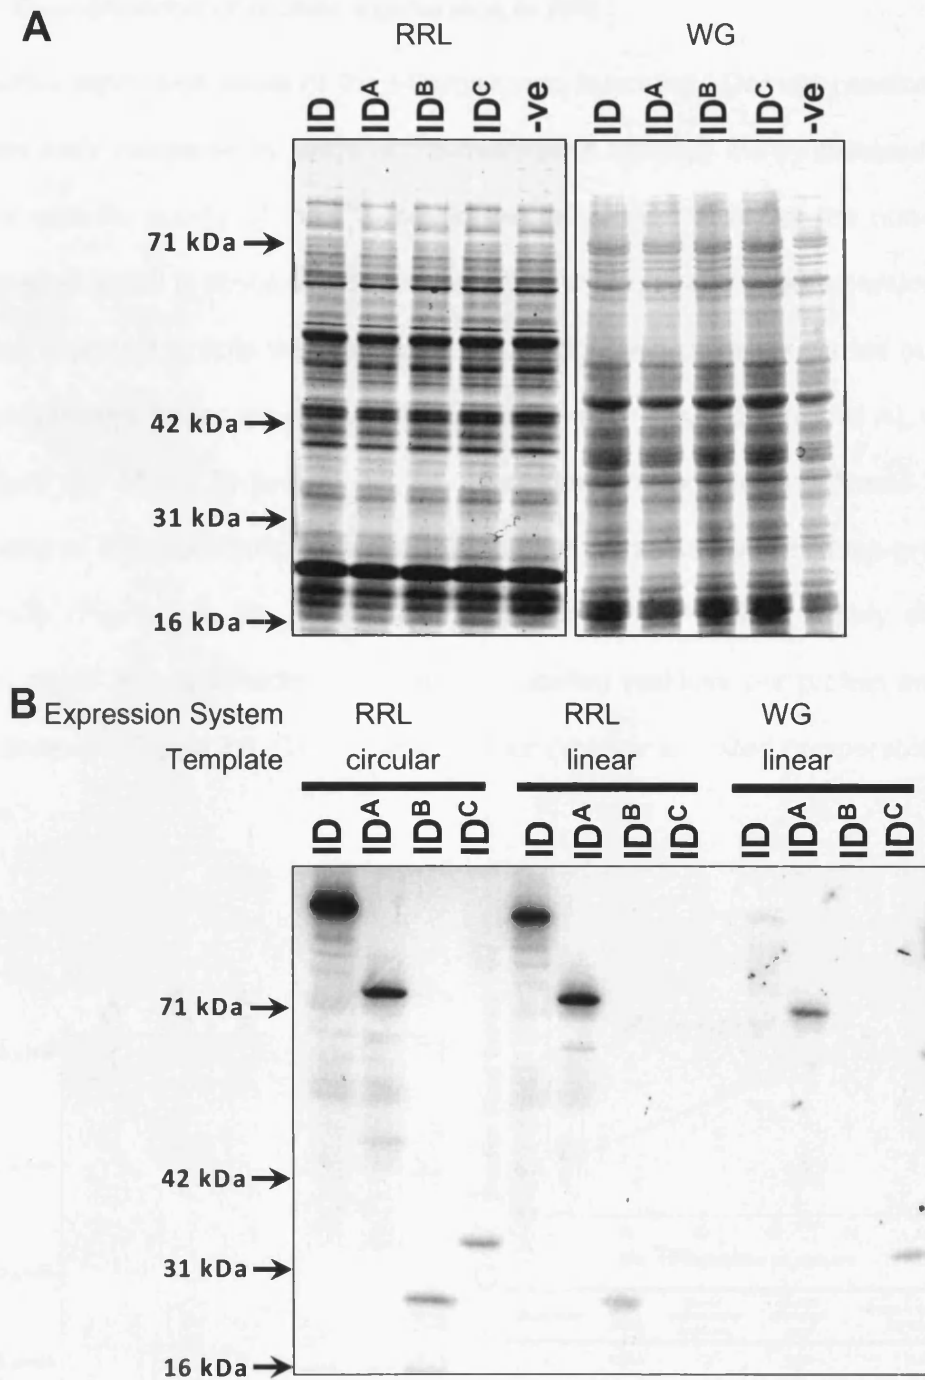 A
RRL WG
ID IDᴬ IDᴮ IDᶜ -ve ID IDᴬ IDᴮ IDᶜ -ve
71 kDa
42 kDa
31 kDa
16 kDa
B Expression System RRL RRL WG
Template circular linear linear
ID IDᴬ IDᴮ IDᶜ ID IDᴬ IDᴮ IDᶜ ID IDᴬ IDᴮ IDᶜ
71 kDa
42 kDa
31 kDa
16 kDa